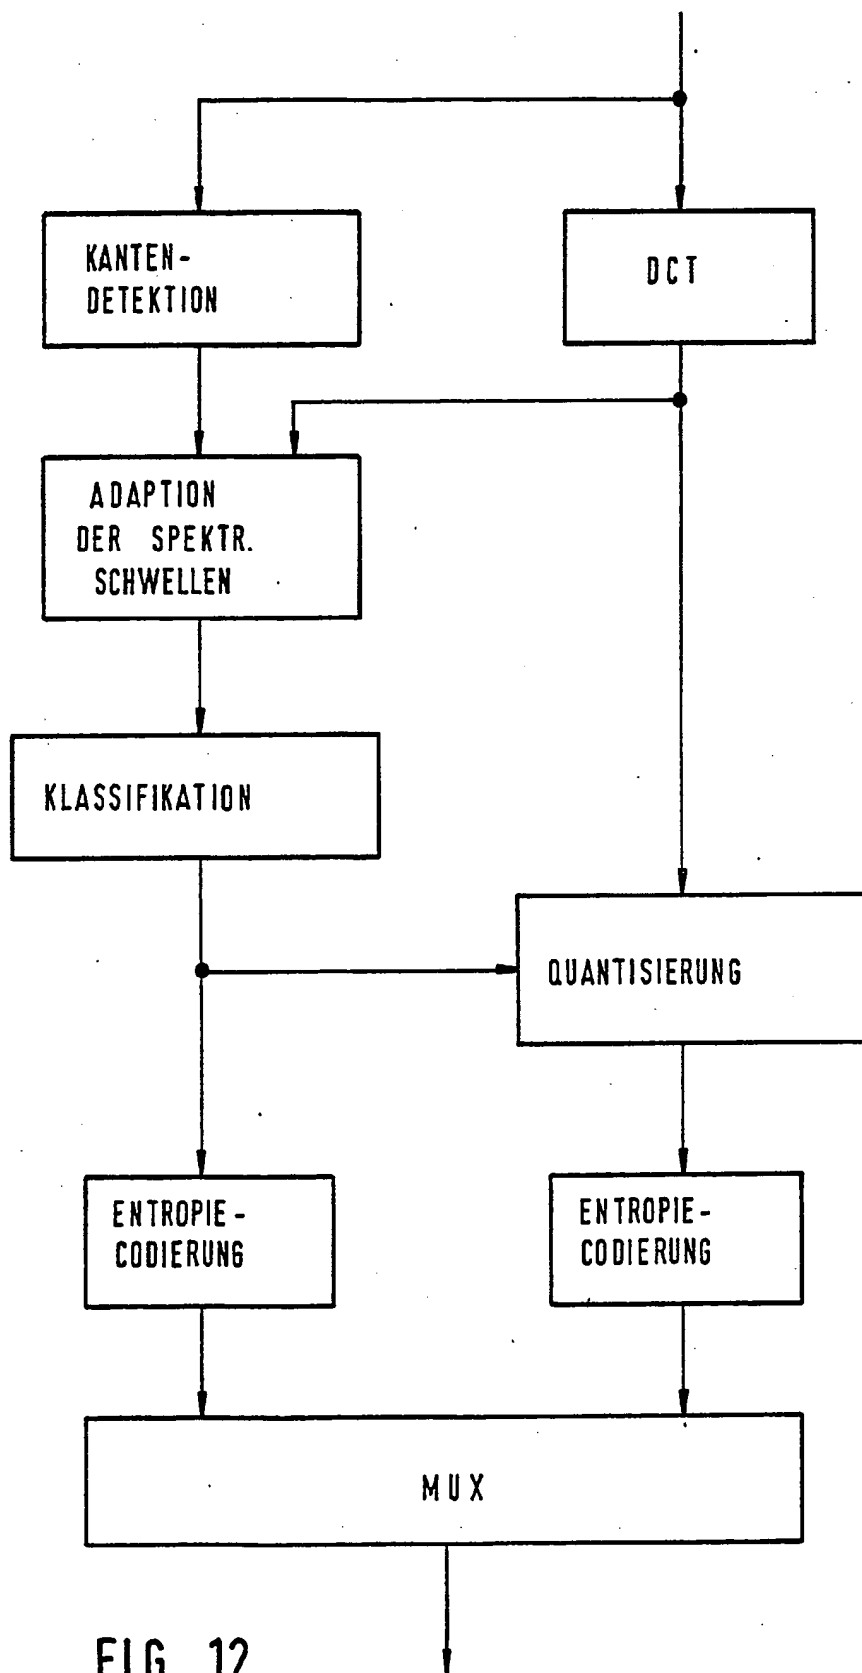 KANTEN-
DETEKTION
DCT
ADAPTION
DER SPEKTR.
SCHWELLEN
KLASSIFIKATION
QUANTISIERUNG
ENTROPIE-
CODIERUNG
ENTROPIE-
CODIERUNG
MUX
FIG. 12